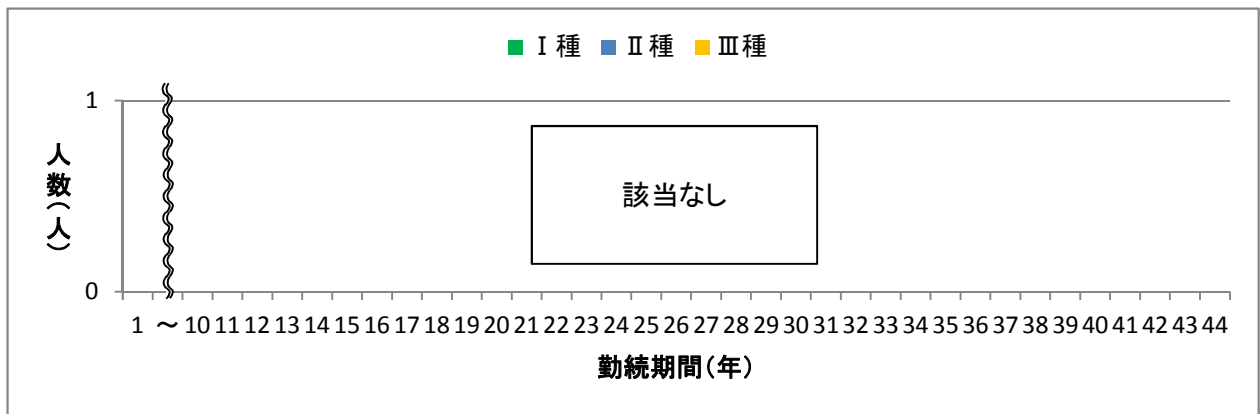 Ⅰ種 Ⅱ種 Ⅲ種
1
人数(人)
該当なし
0
1 ～ 10 11 12 13 14 15 16 17 18 19 20 21 22 23 24 25 26 27 28 29 30 31 32 33 34 35 36 37 38 39 40 41 42 43 44
勤続期間(年)